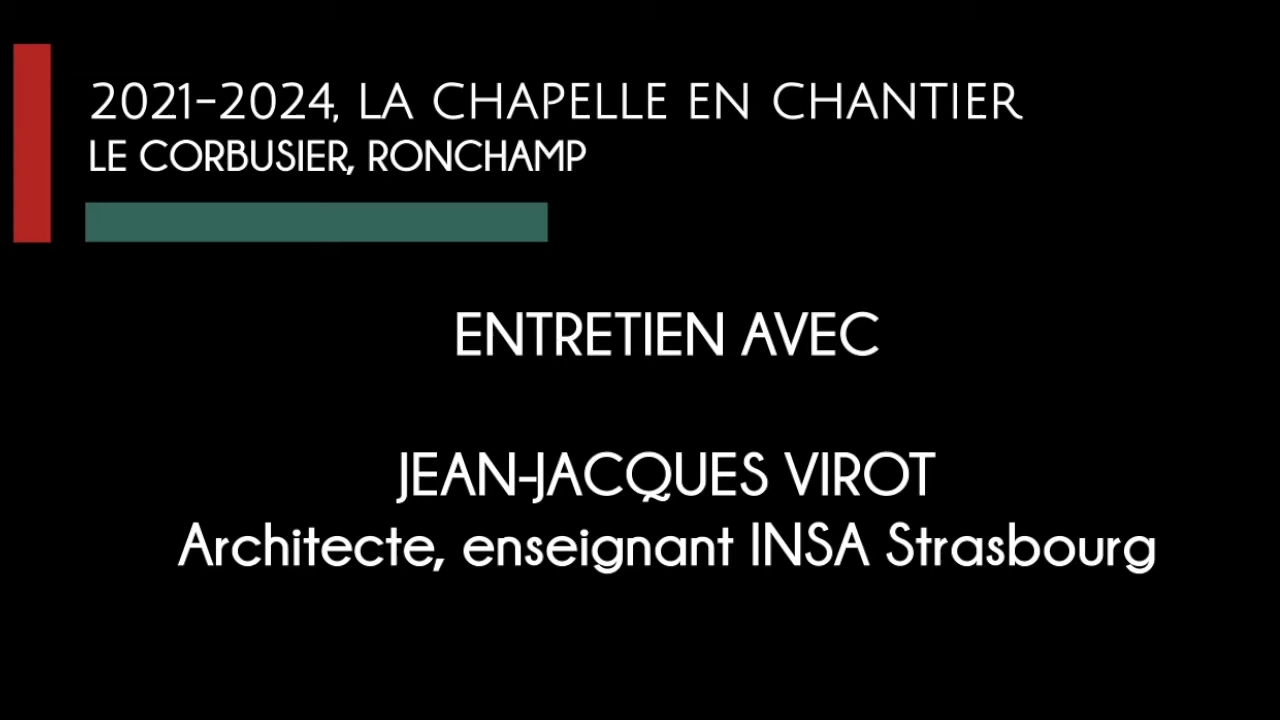 2021-2024, LA CHAPELLE EN CHANTIER
LE CORBUSIER, RONCHAMP
ENTRETIEN AVEC
JEAN-JACQUES VIROT
Architecte, enseignant INSA Strasbourg